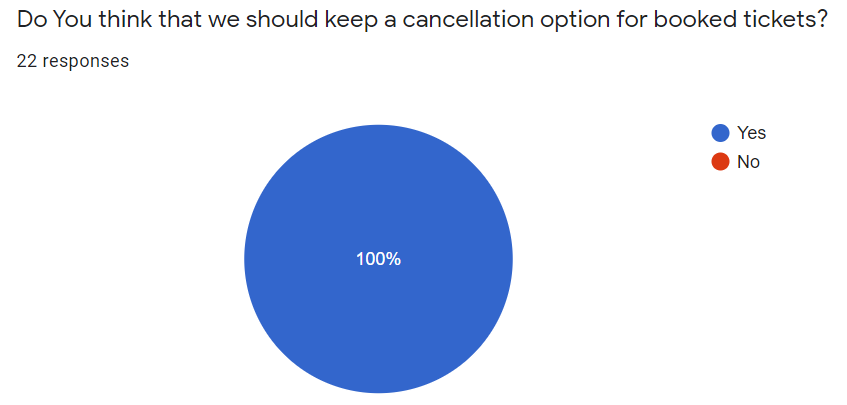 Do You think that we should keep a cancellation option for booked tickets?
22 responses
Yes
No
100%